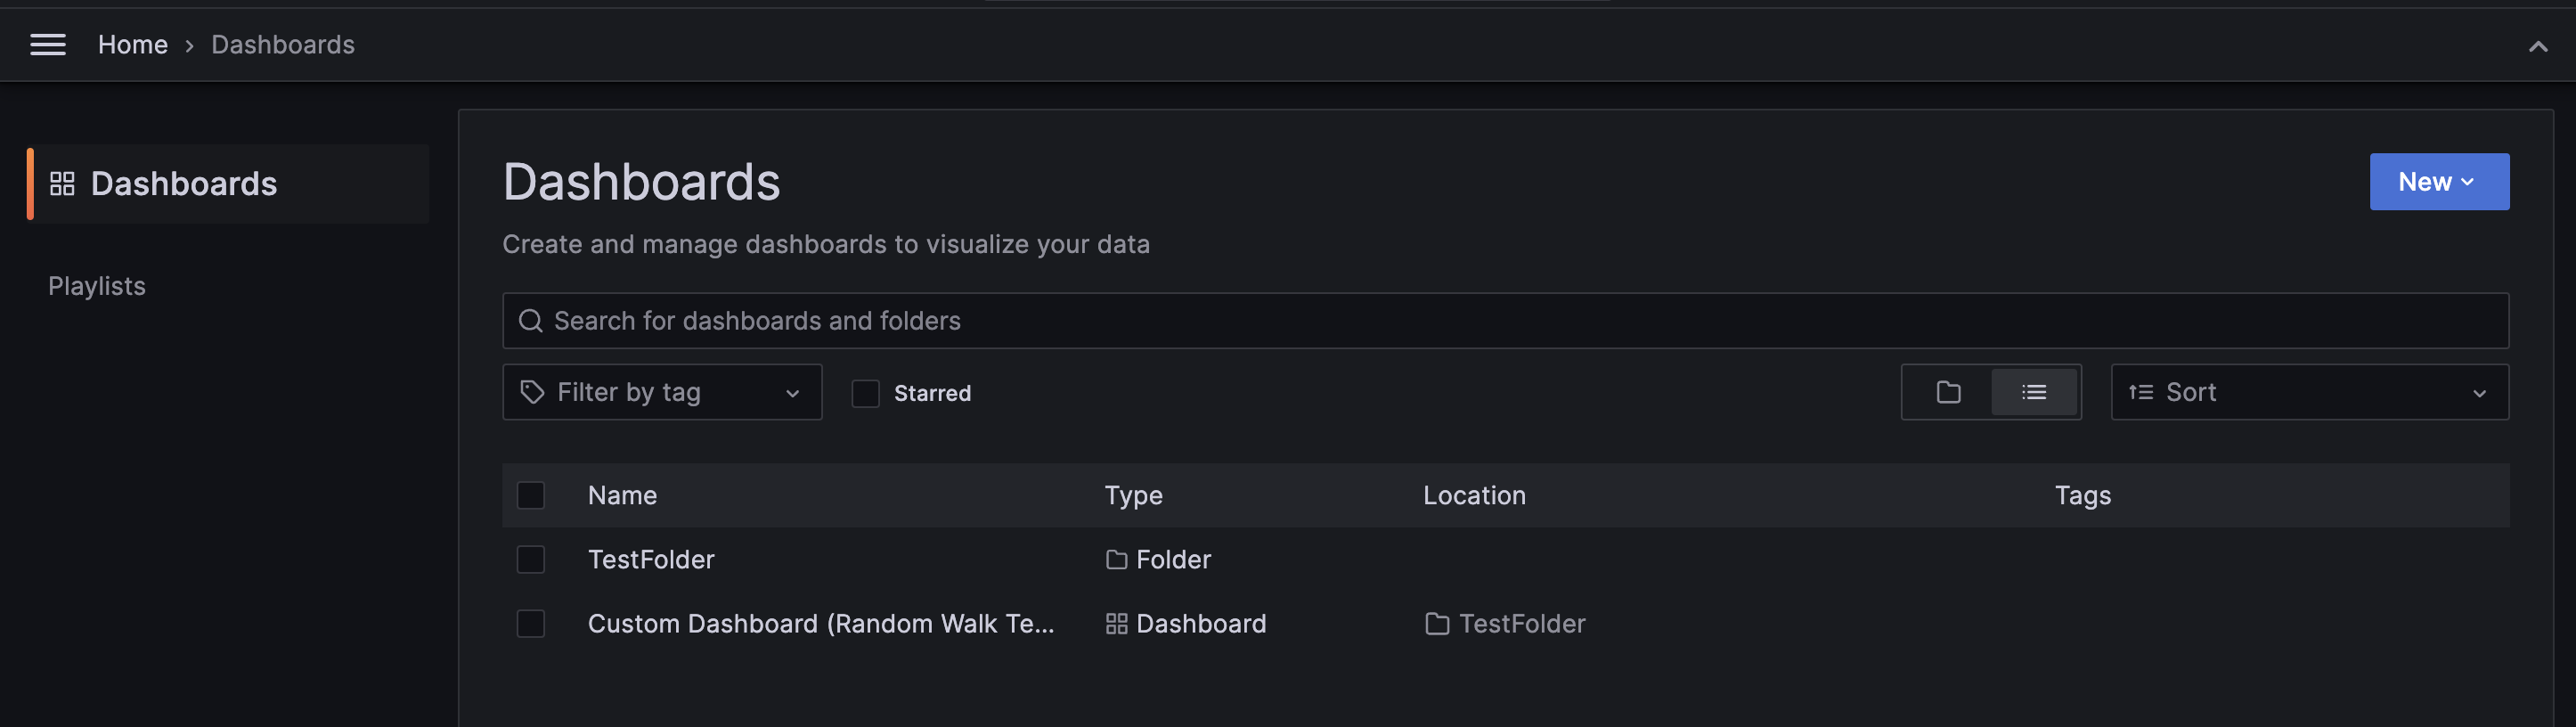 Home › Dashboards
Dashboards
Playlists
Dashboards
New
Create and manage dashboards to visualize your data
Search for dashboards and folders
Filter by tag
Starred
Sort
Name Type Location Tags
TestFolder Folder
Custom Dashboard (Random Walk Te... Dashboard TestFolder